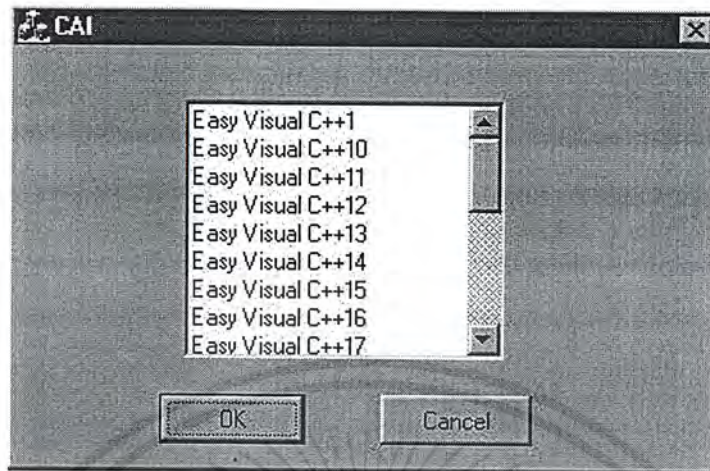 CAI
Easy Visual C++1
Easy Visual C++10
Easy Visual C++11
Easy Visual C++12
Easy Visual C++13
Easy Visual C++14
Easy Visual C++15
Easy Visual C++16
Easy Visual C++17
OK
Cancel